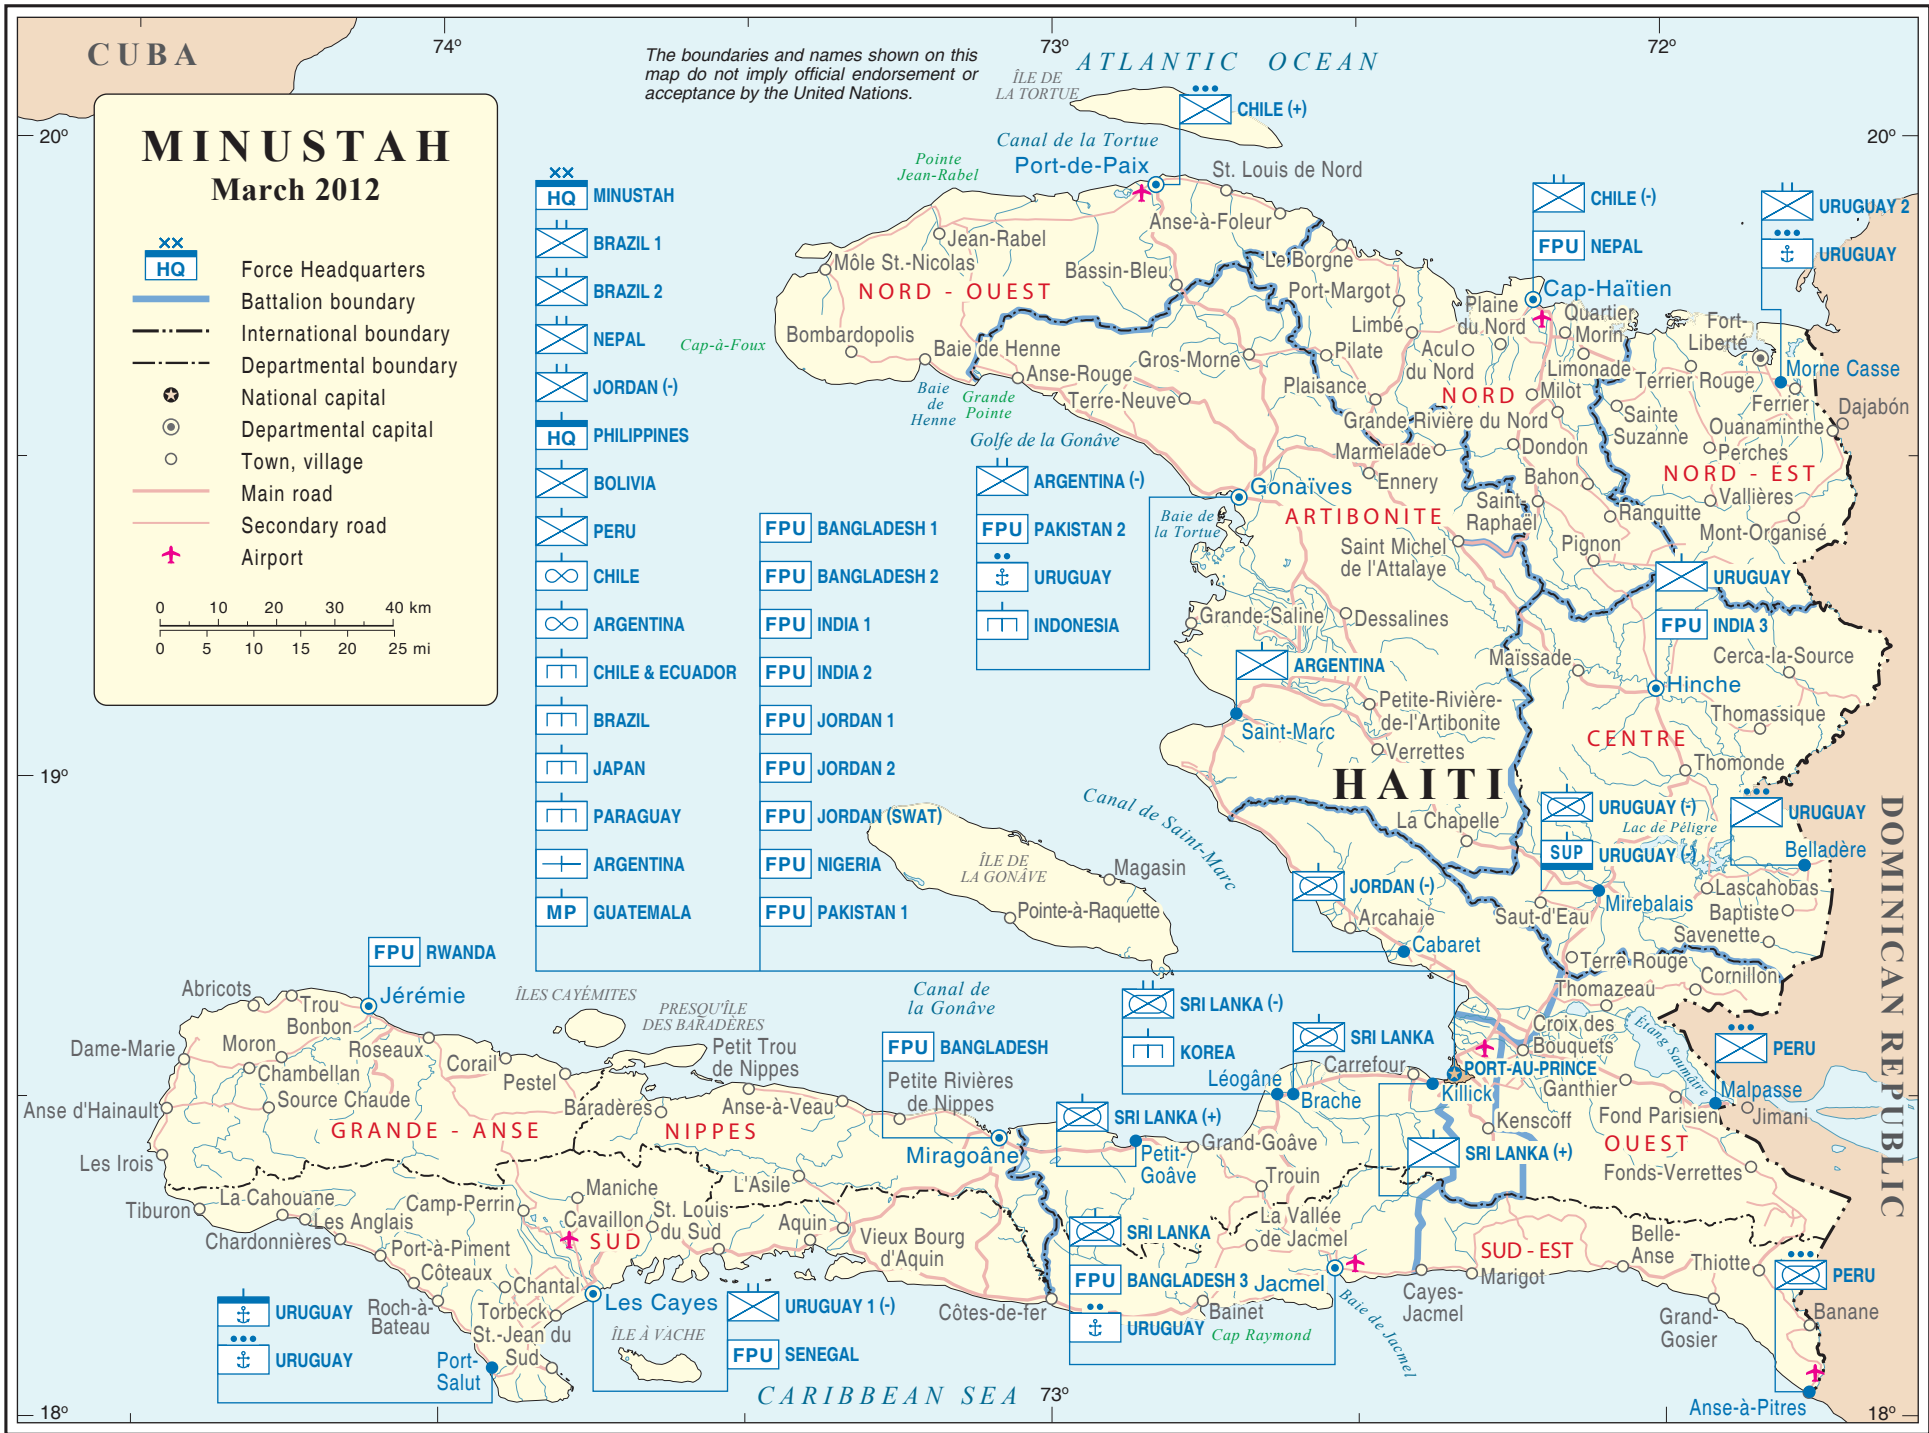 CUBA
74°
The boundaries and names shown on this
map do not imply official endorsement or
acceptance by the United Nations.
73°
ATLANTIC OCEAN
72°
20°
20°
MINUSTAH
March 2012
HQ
Force Headquarters
Battalion boundary
International boundary
Departmental boundary
National capital
Departmental capital
Town, village
Main road
Secondary road
Airport
0 10 20 30 40 km
0 5 10 15 20 25 mi
HQ MINUSTAH
BRAZIL 1
BRAZIL 2
NEPAL
JORDAN (-)
HQ PHILIPPINES
BOLIVIA
PERU
CHILE
ARGENTINA
CHILE & ECUADOR
BRAZIL
JAPAN
PARAGUAY
ARGENTINA
MP GUATEMALA
FPU BANGLADESH 1
FPU BANGLADESH 2
FPU INDIA 1
FPU INDIA 2
FPU JORDAN 1
FPU JORDAN 2
FPU JORDAN (SWAT)
FPU NIGERIA
FPU PAKISTAN 1
ARGENTINA (-)
FPU PAKISTAN 2
URUGUAY
INDONESIA
ÎLE DE
LA TORTUE
CHILE (+)
Canal de la Tortue
Port-de-Paix
St. Louis de Nord
Pointe
Jean-Rabel
Anse-à-Foleur
Jean-Rabel
Môle St.-Nicolas
NORD - OUEST
Bassin-Bleu
Le Borgne
Port-Margot
Bombardopolis
Cap-à-Foux
Baie de Henne
Baie
de
Henne
Grande
Pointe
Anse-Rouge
Terre-Neuve
Gros-Morne
Golfe de la Gonâve
CHILE (-)
FPU NEPAL
Cap-Haïtien
URUGUAY 2
URUGUAY
Plaine
du Nord
Quartier
Morin
Limbé
Pilate
Acul
du Nord
Limonade
Milot
Plaisance
NORD
Grande Rivière du Nord
Fort-
Liberté
Morne Casse
Terrier Rouge
Ferrier
Dajabón
Sainte
Suzanne
Ouanaminthe
Perches
NORD - EST
Vallières
Mont-Organisé
Marmelade
Dondon
Ennery
Bahon
Saint-
Raphaël
Ranquitte
Pignon
Gonaïves
Baie de
la Tortue
ARTIBONITE
Saint Michel
de l'Attalaye
URUGUAY
FPU INDIA 3
Grande-Saline
Dessalines
ARGENTINA
Maïssade
Cerca-la-Source
Hinche
Petite-Rivière-
de-l'Artibonite
Saint-Marc
Verrettes
Thomassique
CENTRE
Thomonde
19°
HAITI
Canal de Saint-Marc
La Chapelle
URUGUAY (-)
SUP URUGUAY (-)
Lac de Péligre
URUGUAY
Belladère
Lascahobas
Mirebalais
Baptiste
Saut-d'Eau
Savenette
DOMINICAN REPUBLIC
ÎLE DE
LA GONÂVE
Magasin
Pointe-à-Raquette
JORDAN (-)
Arcahaie
Cabaret
Terre Rouge
Cornillon
Thomazeau
FPU RWANDA
Abricots
Trou
Bonbon
Jérémie
ÎLES CAYÉMITES
PRESQU'ÎLE
DES BARADÈRES
Canal de
la Gonâve
SRI LANKA (-)
KOREA
SRI LANKA
Croix des
Bouquets
Étang Saumâtre
PERU
Dame-Marie
Moron
Roseaux
Corail
Petit Trou
de Nippes
FPU BANGLADESH
Léogâne
Brache
Carrefour
PORT-AU-PRINCE
Killick
Ganthier
Malpasse
Chambellan
Pestel
Petite Rivières
de Nippes
Anse d'Hainault
Source Chaude
Baradères
Anse-à-Veau
Fond Parisien
Jimani
GRANDE - ANSE
NIPPES
SRI LANKA (+)
Kenscoff
OUEST
Les Irois
Miragoâne
Petit-
Goâve
Grand-Goâve
SRI LANKA (+)
Fonds-Verrettes
L'Asile
Trouin
Tiburon
La Cahouane
Camp-Perrin
Maniche
Les Anglais
Cavaillon
St. Louis
du Sud
Aquin
Vieux Bourg
d'Aquin
SRI LANKA
La Vallée
de Jacmel
Chardonnières
SUD
Port-à-Piment
Côteaux
Chantal
FPU BANGLADESH 3
Jacmel
SUD - EST
Belle-
Anse
Thiotte
PERU
Cayes-
Jacmel
Marigot
URUGUAY
URUGUAY
Roch-à-
Bateau
Torbeck
Les Cayes
URUGUAY 1 (-)
Côtes-de-fer
Bainet
URUGUAY
Cap Raymond
Baie de Jacmel
Grand-
Gosier
Banane
St.-Jean du
Sud
ÎLE À VACHE
FPU SENEGAL
Port-
Salut
CARIBBEAN SEA
73°
Anse-à-Pitres
18°
18°